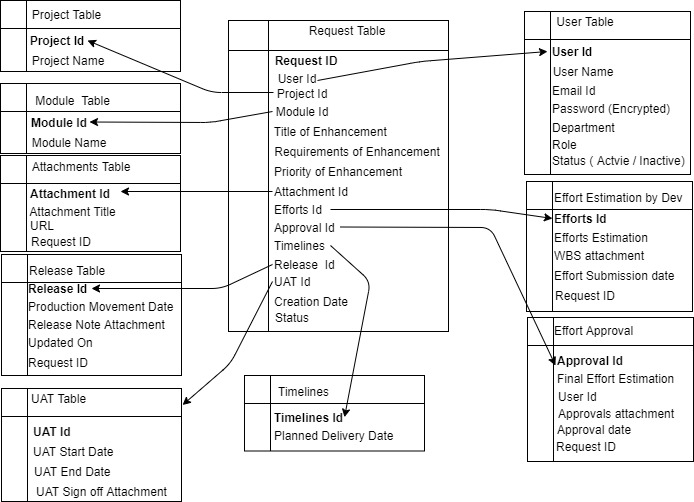 Project Table
Project Id
Project Name
Module  Table
Module Id
Module Name
Attachments Table
Attachment Id
Attachment Title
URL
Request ID
Release Table
Release Id
Production Movement Date
Release Note Attachment
Updated On
Request ID
UAT Table
UAT Id
UAT Start Date
UAT End Date
UAT Sign off Attachment
Request Table
Request ID
User Id
Project Id
Module Id
Title of Enhancement
Requirements of Enhancement
Priority of Enhancement
Attachment Id
Efforts Id
Approval Id
Timelines
Release  Id
UAT Id
Creation Date
Status
Timelines
Timelines Id
Planned Delivery Date
User Table
User Id
User Name
Email Id
Password (Encrypted)
Department
Role
Status ( Actvie / Inactive)
Effort Estimation by Dev
Efforts Id
Efforts Estimation
WBS attachment
Effort Submission date
Request ID
Effort Approval
Approval Id
Final Effort Estimation
User Id
Approvals attachment
Approval date
Request ID